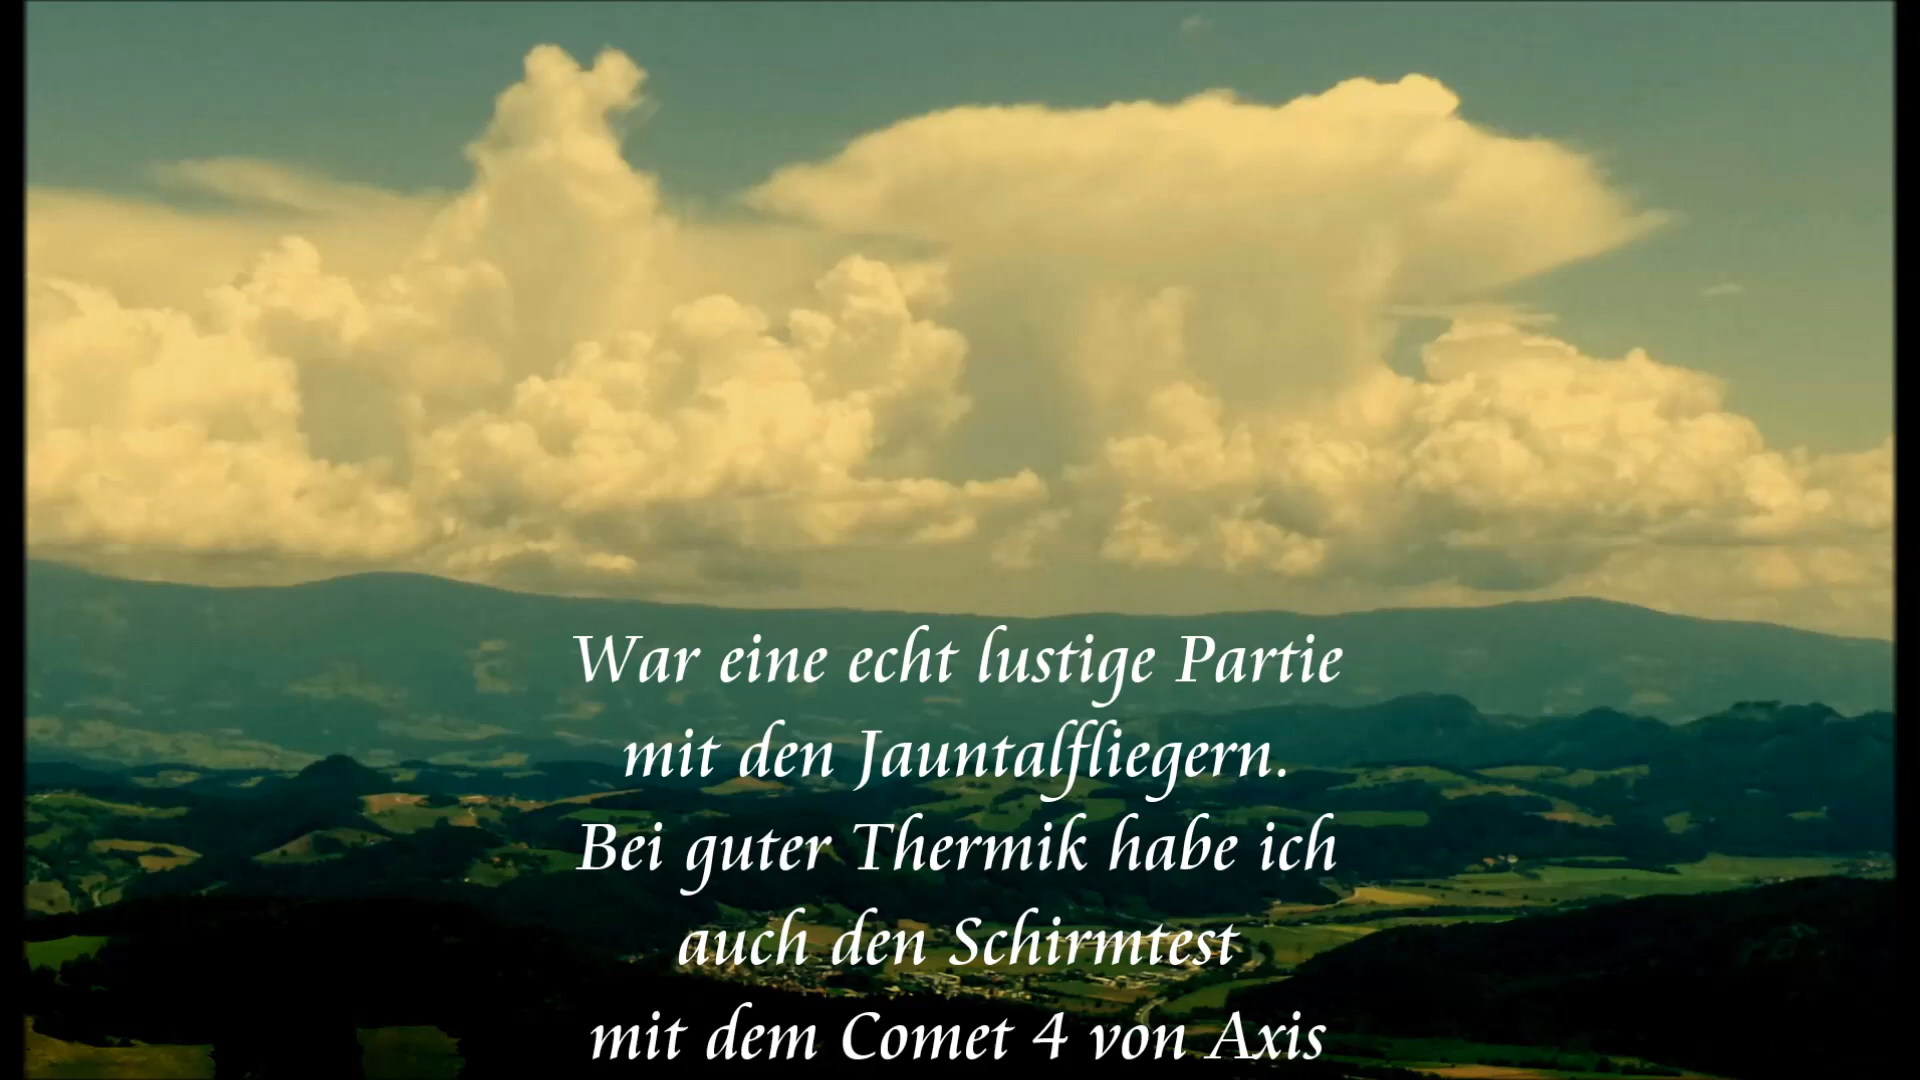 War eine echt lustige Partie
mit den Jauntalfliegern.
Bei guter Thermik habe ich
auch den Schirmtest
mit dem Comet 4 von Axis